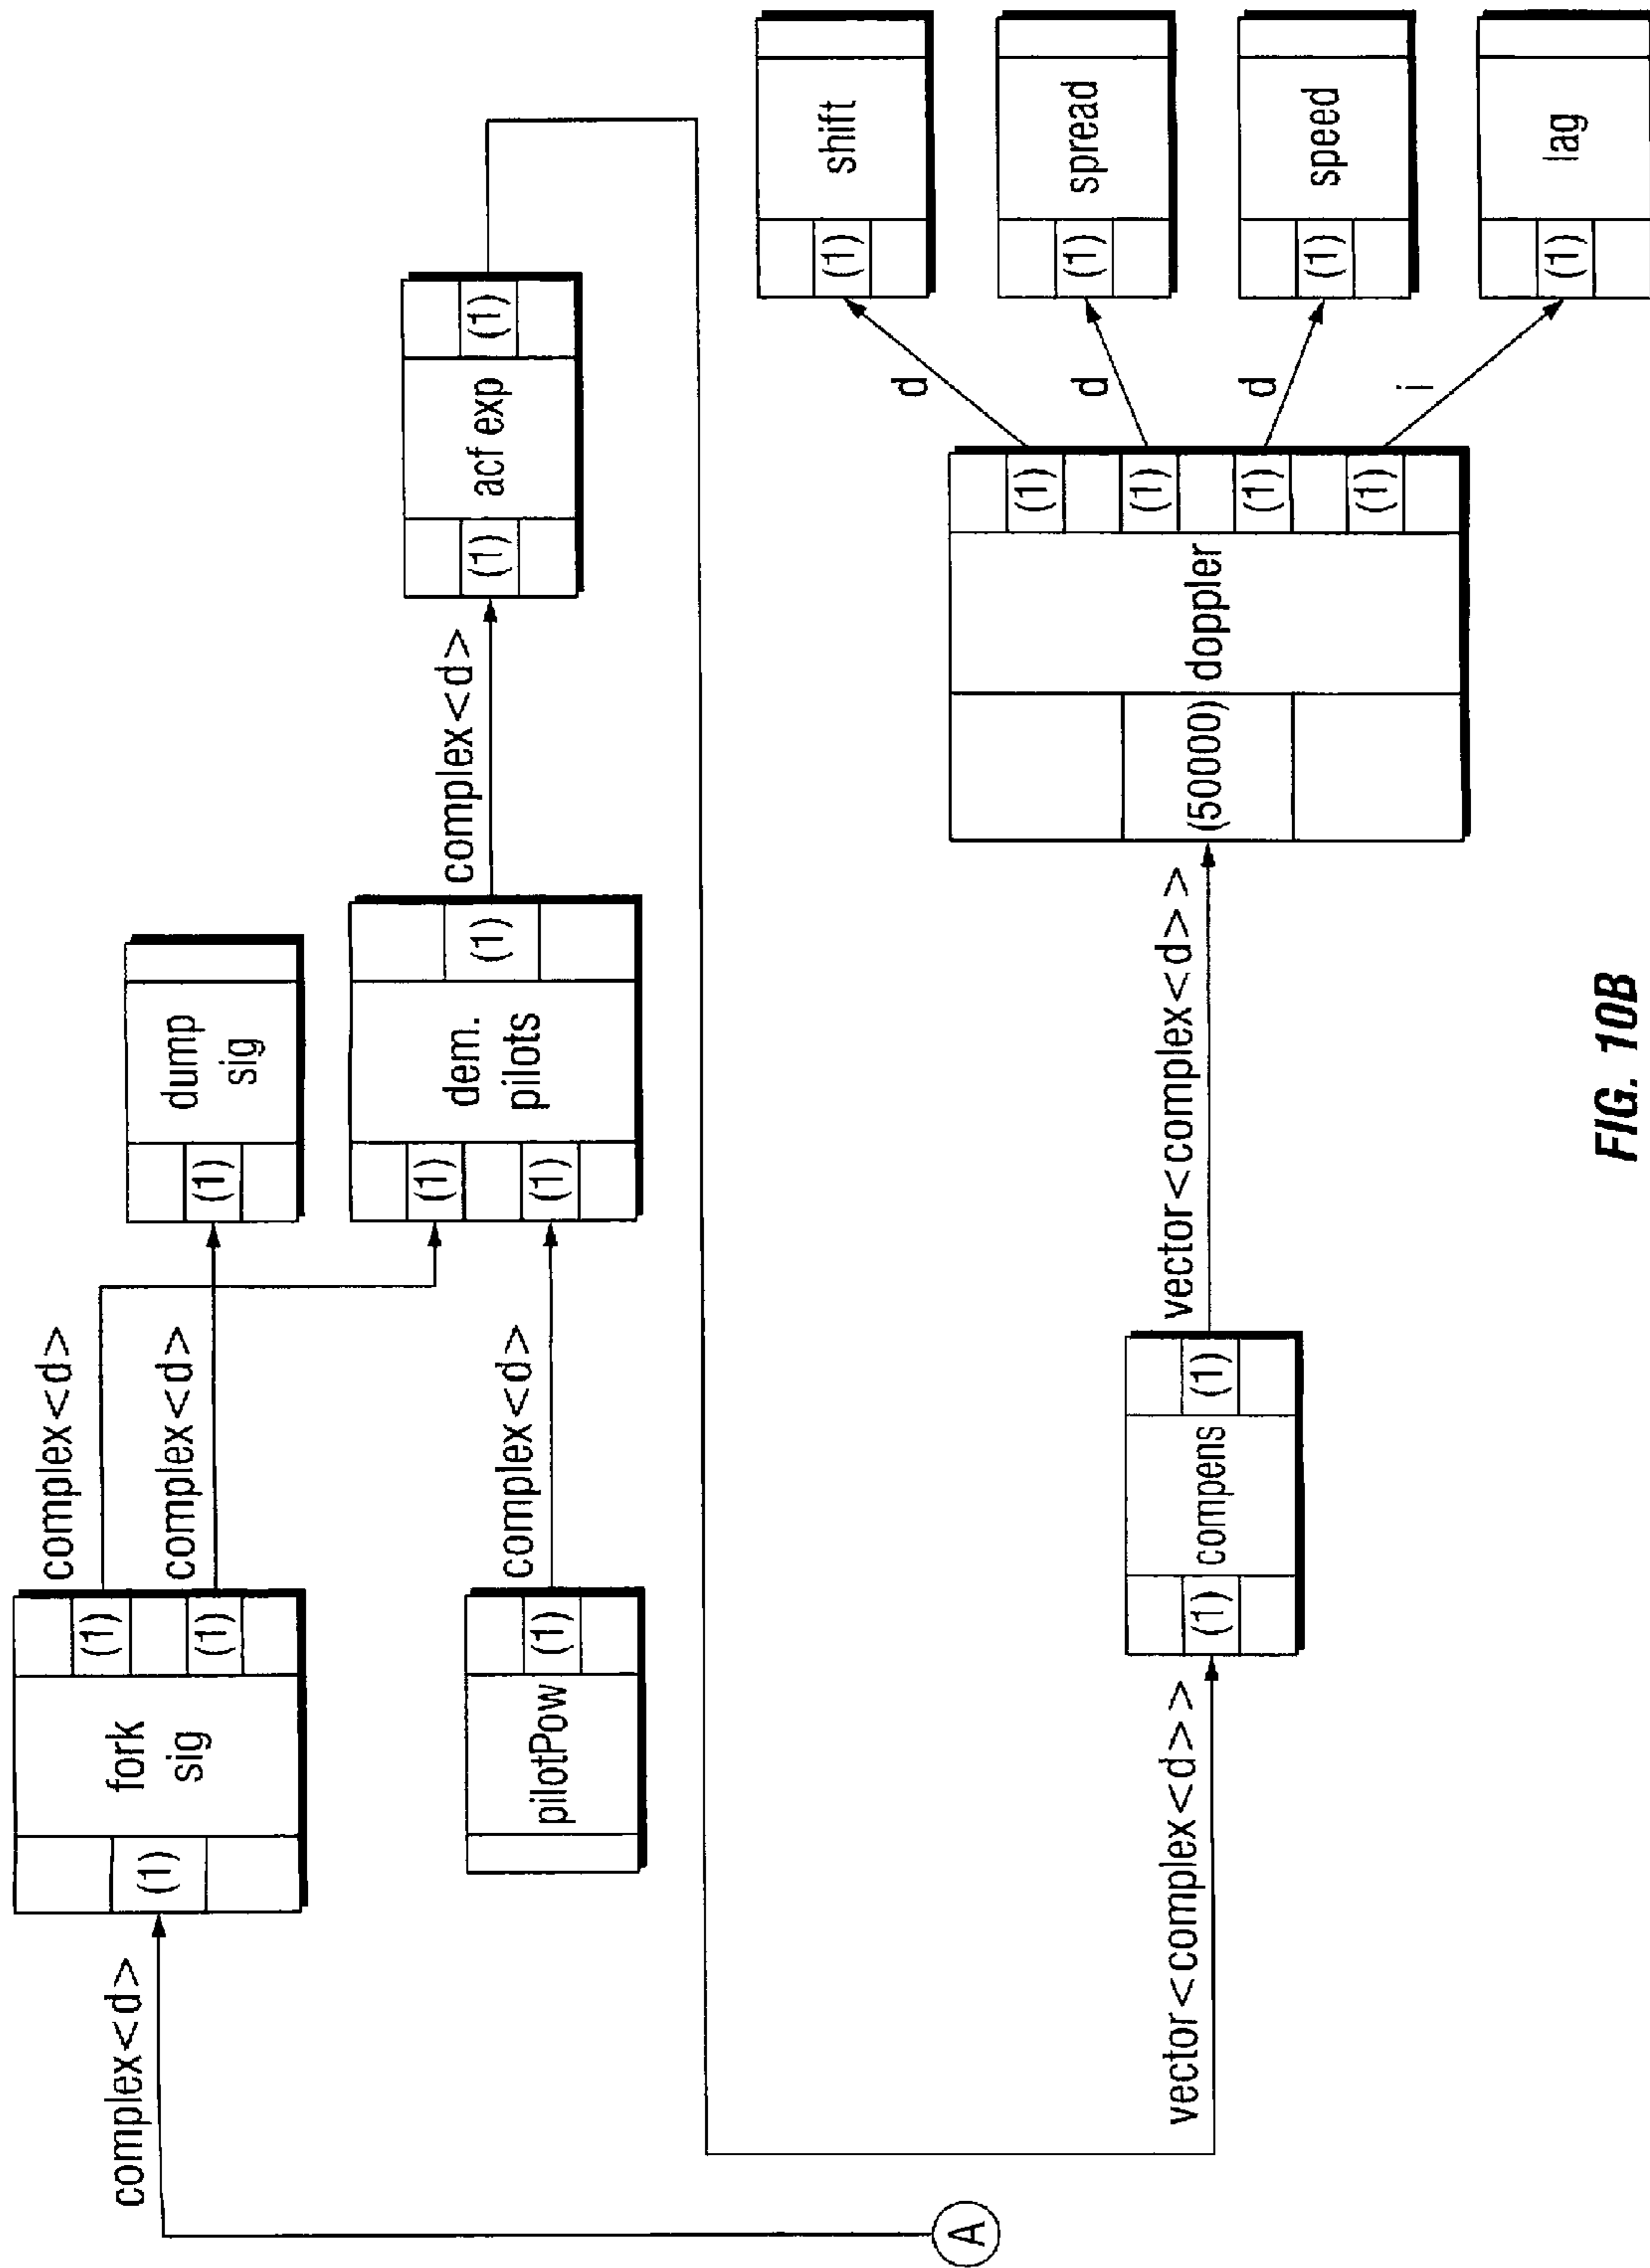 complex<d>
(1)
fork
sig
(1)
(1)
complex<d>
complex<d>
(1)
dump
sig
pilotPow
(1)
complex<d>
(1)
(1)
dem.
pilots
(1)
complex<d>
(1)
acf exp
(1)
A
vector<complex<d>>
(1)
compens
(1)
vector<complex<d>>
(50000)
doppler
(1)
(1)
(1)
(1)
d
d
d
i
(1)
shift
(1)
spread
(1)
speed
(1)
lag
FIG. 10B